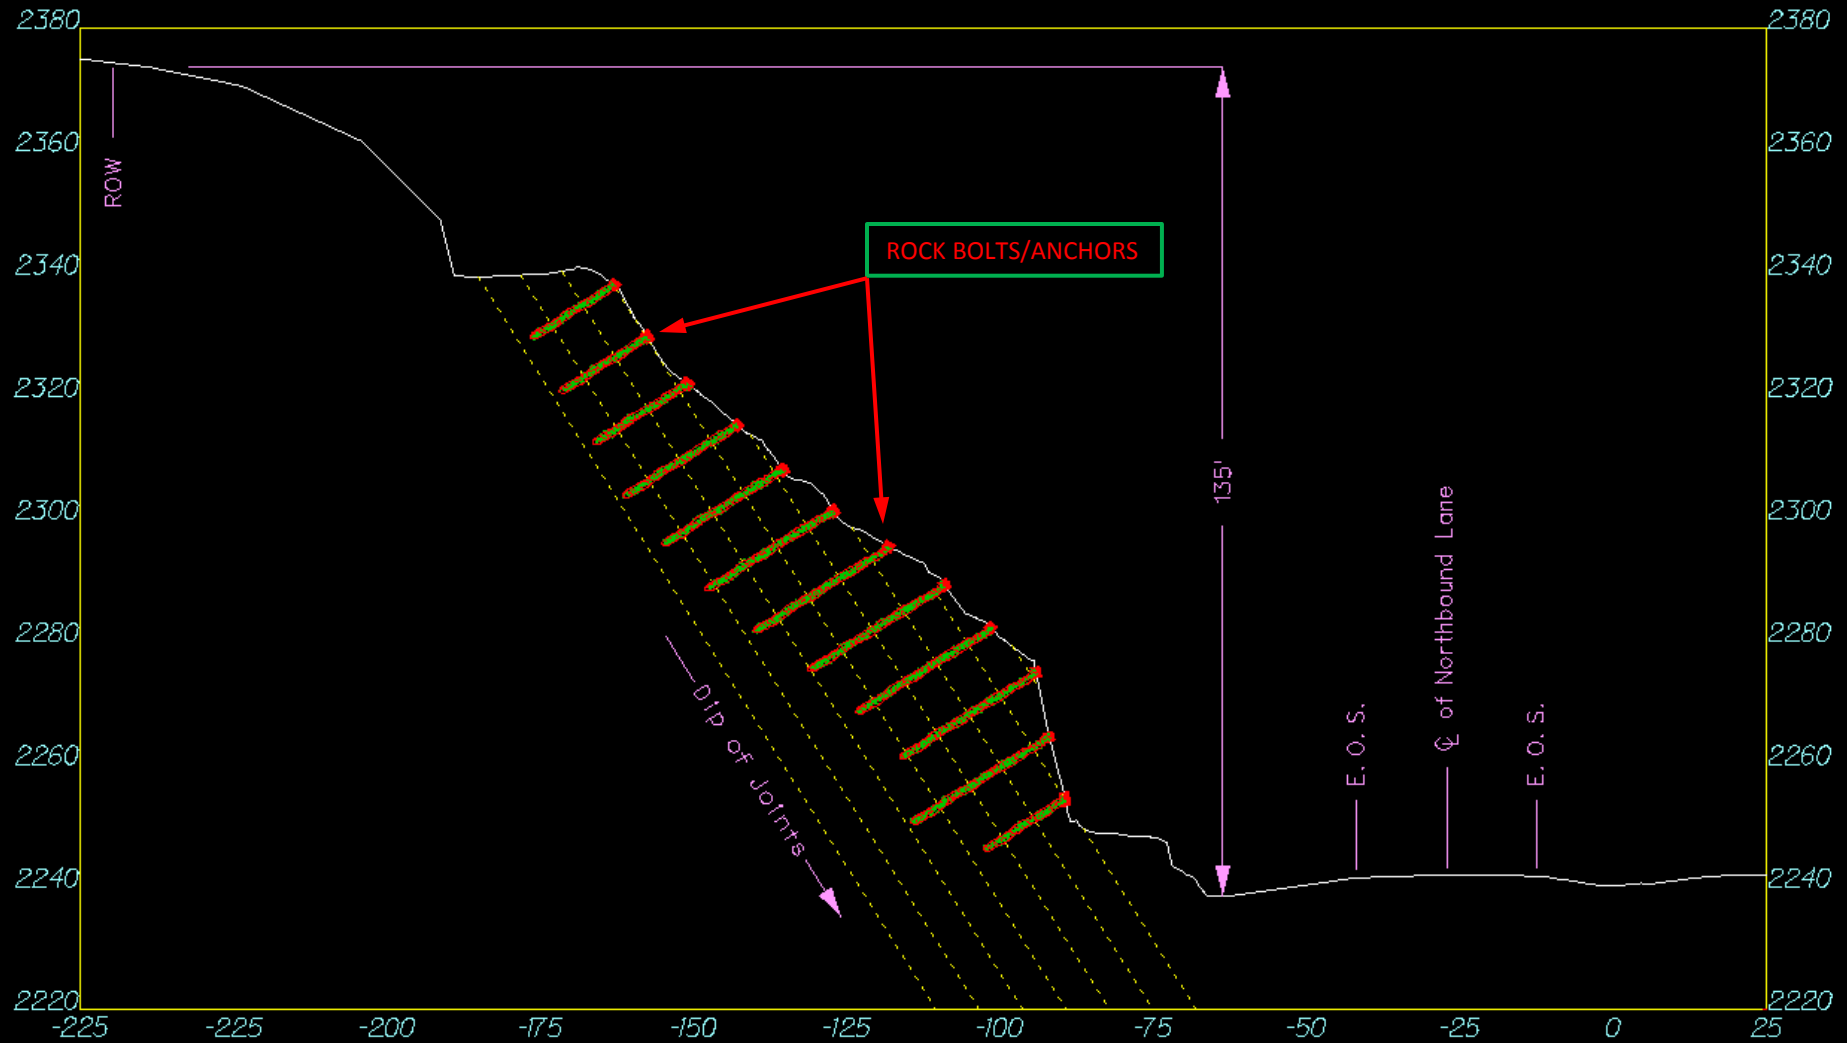 2380
2380
2360
2360
ROW
ROCK BOLTS/ANCHORS
2340
2340
2320
2320
135'
2300
2300
℄ of Northbound Lane
2280
2280
Dip of Joints
E. O. S.
E. O. S.
2260
2260
2240
2240
2220
2220
-225 -225 -200 -175 -150 -125 -100 -75 -50 -25 0 25